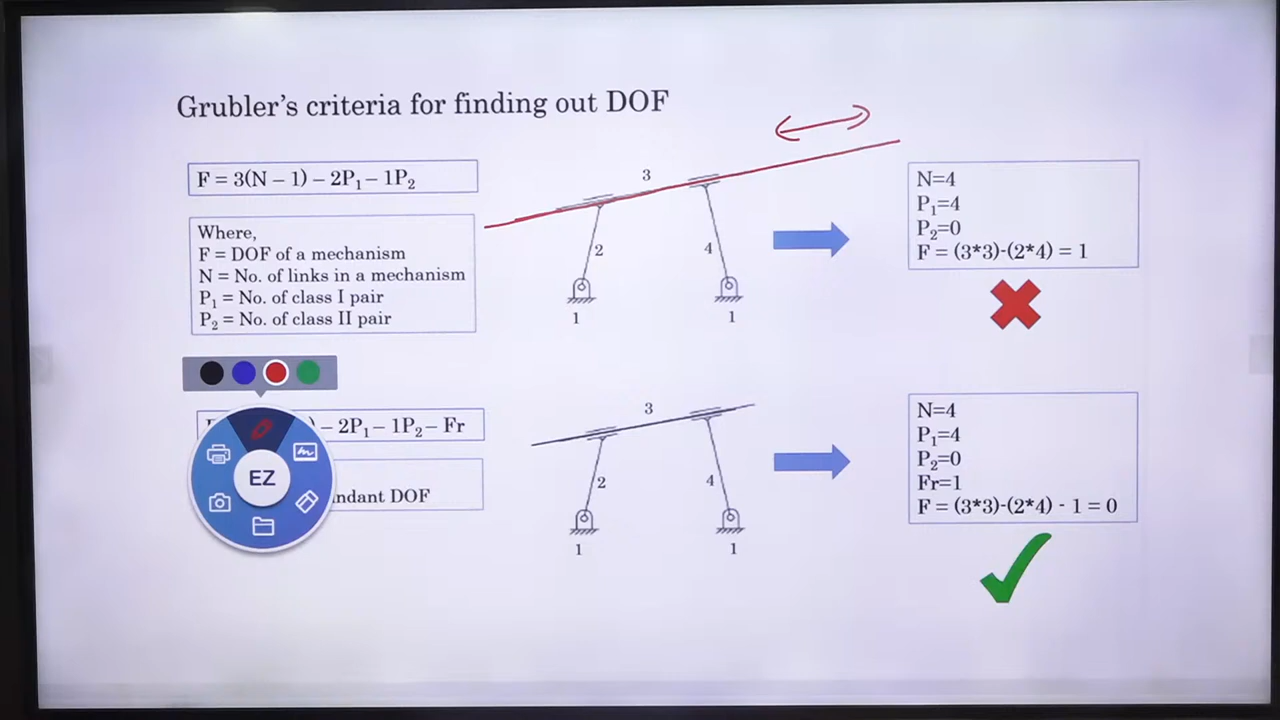 Grubler's criteria for finding out DOF
F = 3(N – 1) – 2P₁ – 1P₂
Where,
F = DOF of a mechanism
N = No. of links in a mechanism
P₁ = No. of class I pair
P₂ = No. of class II pair
3
2
4
1
1
N=4
P₁=4
P₂=0
F = (3*3)-(2*4) = 1
) – 2P₁ – 1P₂ – Fr
ndant DOF
EZ
3
2
4
1
1
N=4
P₁=4
P₂=0
Fr=1
F = (3*3)-(2*4) - 1 = 0